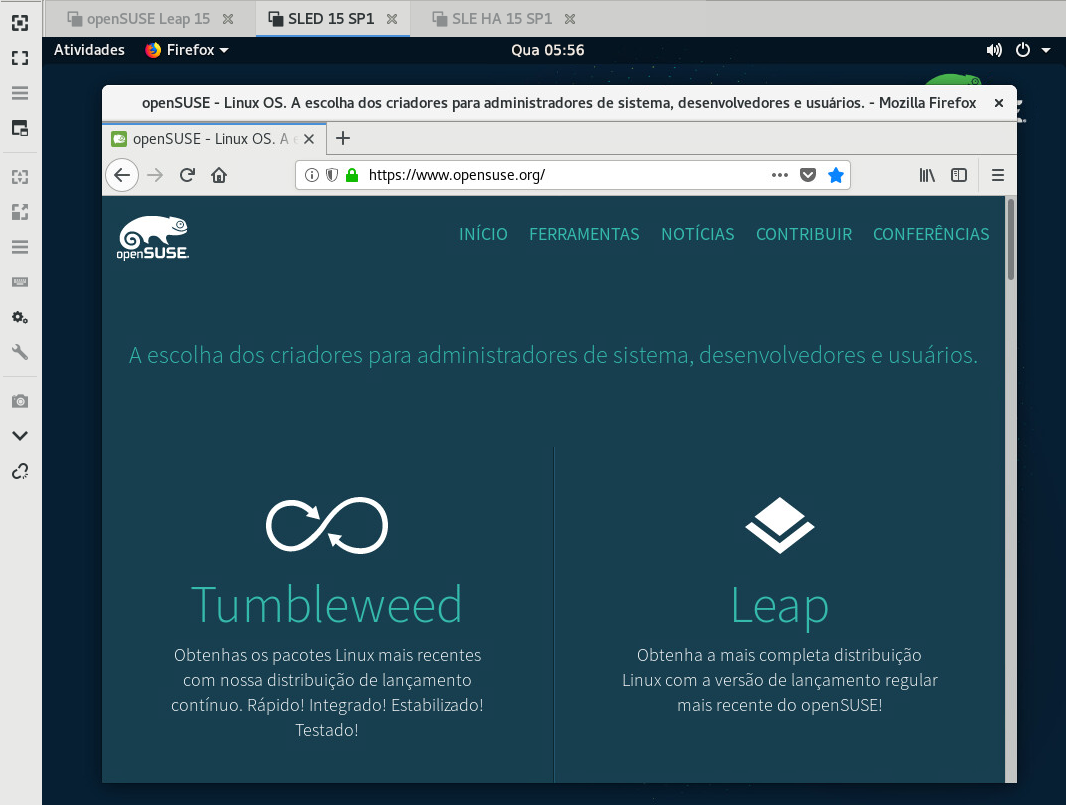 openSUSE Leap 15
SLED 15 SP1
SLE HA 15 SP1
Atividades
Firefox
Qua 05:56
openSUSE - Linux OS. A escolha dos criadores para administradores de sistema, desenvolvedores e usuários. - Mozilla Firefox
openSUSE - Linux OS. A e
https://www.opensuse.org/
openSUSE
INÍCIO FERRAMENTAS NOTÍCIAS CONTRIBUIR CONFERÊNCIAS
A escolha dos criadores para administradores de sistema, desenvolvedores e usuários.
Tumbleweed
Obtenhas os pacotes Linux mais recentes
com nossa distribuição de lançamento
contínuo. Rápido! Integrado! Estabilizado!
Testado!
Leap
Obtenha a mais completa distribuição
Linux com a versão de lançamento regular
mais recente do openSUSE!